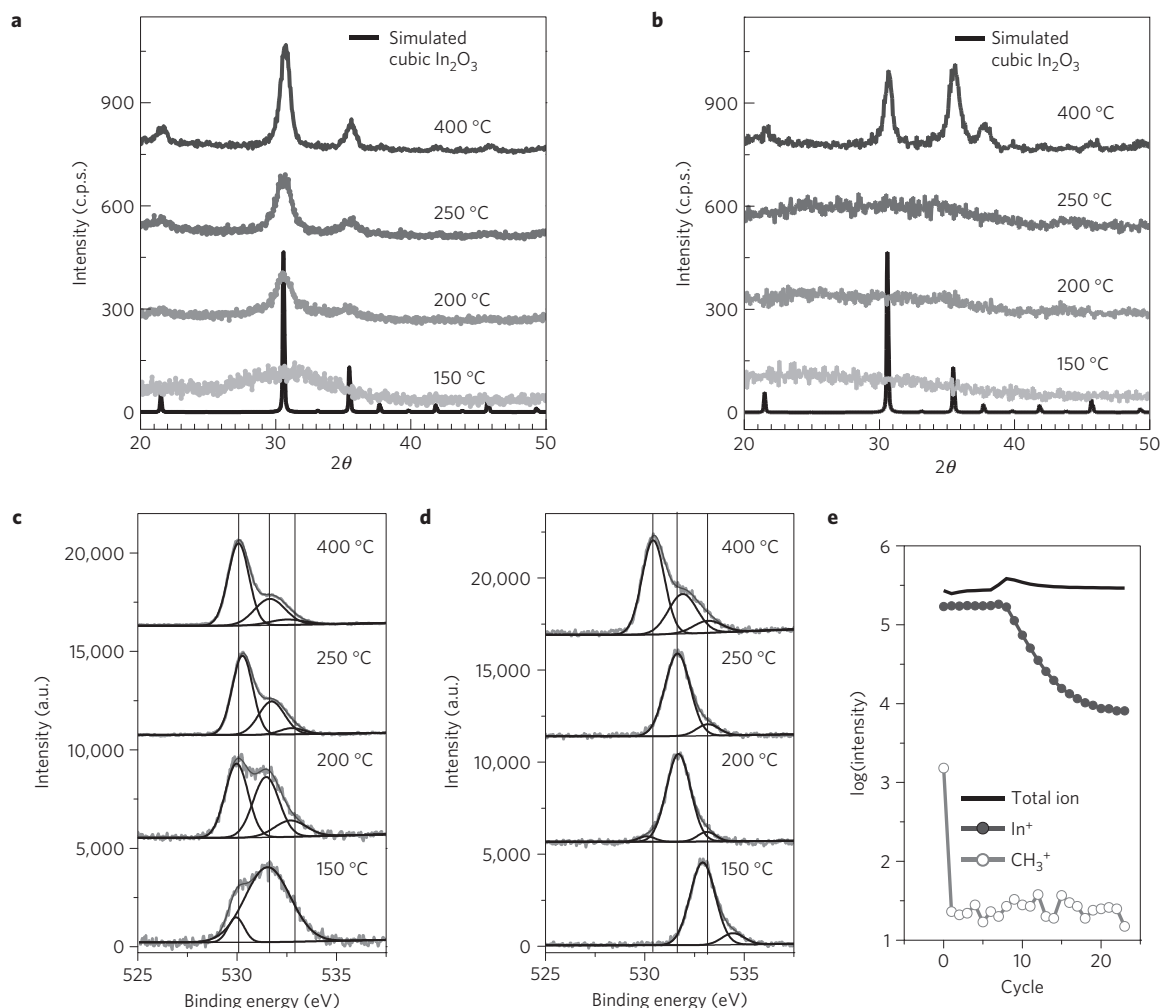 a
Simulated
cubic In₂O₃
400 °C
250 °C
200 °C
150 °C
900
600
300
0
20
30
40
50
Intensity (c.p.s.)
2θ
b
Simulated
cubic In₂O₃
400 °C
250 °C
200 °C
150 °C
900
600
300
0
20
30
40
50
Intensity (c.p.s.)
2θ
c
400 °C
250 °C
200 °C
150 °C
20,000
15,000
10,000
5,000
0
525
530
535
Intensity (a.u.)
Binding energy (eV)
d
400 °C
250 °C
200 °C
150 °C
20,000
15,000
10,000
5,000
0
525
530
535
Intensity (a.u.)
Binding energy (eV)
e
6
5
4
3
2
1
log(intensity)
Total ion
In⁺
CH₃⁺
0
10
20
Cycle